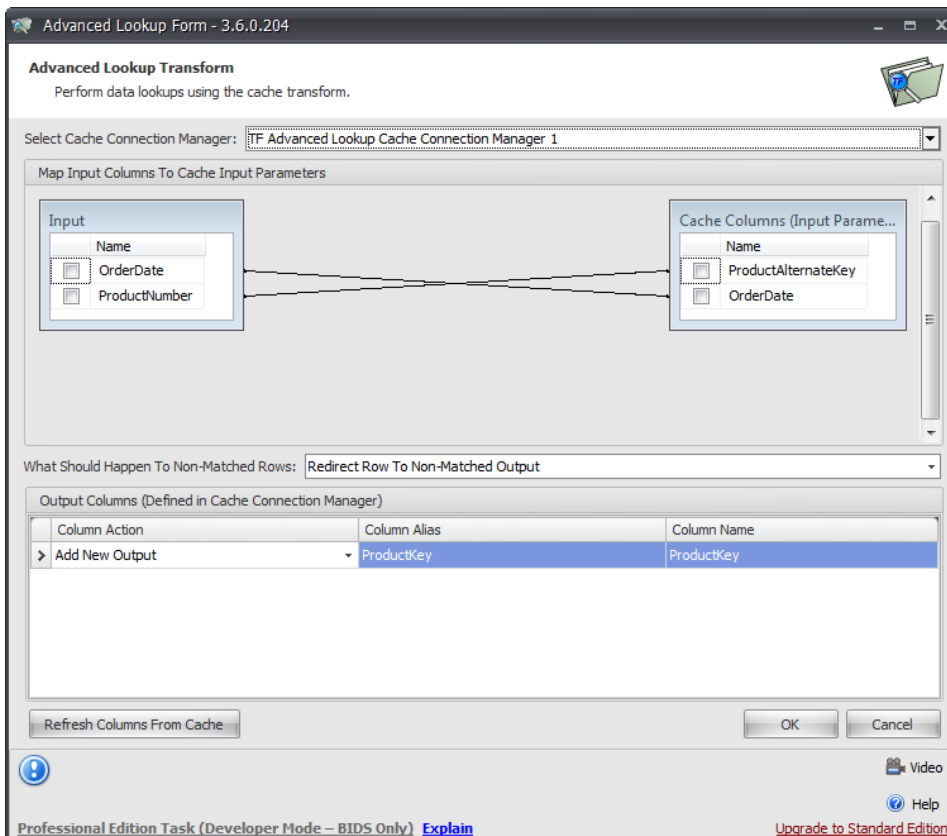 Advanced Lookup Form - 3.6.0.204
Advanced Lookup Transform
Perform data lookups using the cache transform.
TF
Select Cache Connection Manager: TF Advanced Lookup Cache Connection Manager 1
Map Input Columns To Cache Input Parameters
Input
Name
OrderDate
ProductNumber
Cache Columns (Input Parame...
Name
ProductAlternateKey
OrderDate
What Should Happen To Non-Matched Rows: Redirect Row To Non-Matched Output
Output Columns (Defined in Cache Connection Manager)
Column Action Column Alias Column Name
Add New Output ProductKey ProductKey
Refresh Columns From Cache OK Cancel
Video
Help
Professional Edition Task (Developer Mode – BIDS Only) Explain Upgrade to Standard Edition